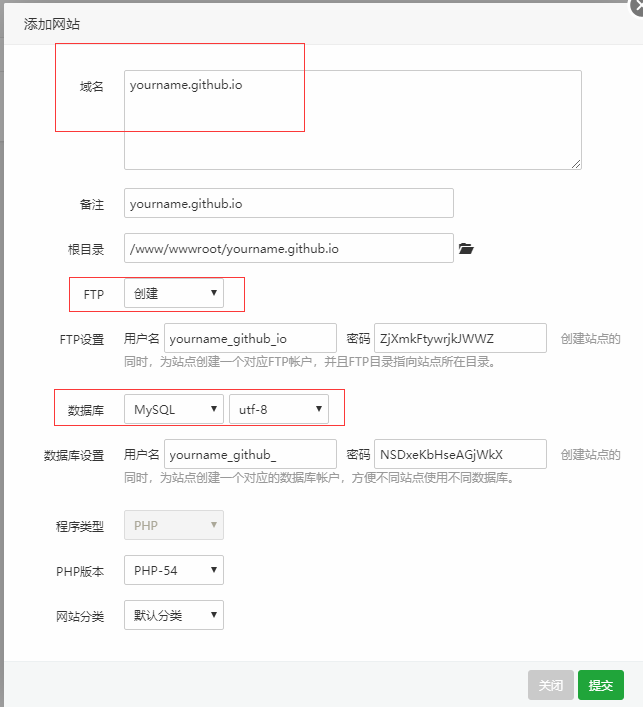 添加网站
域名 yourname.github.io
备注 yourname.github.io
根目录 /www/wwwroot/yourname.github.io
FTP 创建
FTP设置 用户名 yourname_github_io 密码 ZjXmkFtywrjkJWWZ 创建站点的
同时，为站点创建一个对应FTP帐户，并且FTP目录指向站点所在目录。
数据库 MySQL utf-8
数据库设置 用户名 yourname_github_ 密码 NSDxeKbHseAGjWkX 创建站点的
同时，为站点创建一个对应的数据库帐户，方便不同站点使用不同数据库。
程序类型 PHP
PHP版本 PHP-54
网站分类 默认分类
关闭 提交